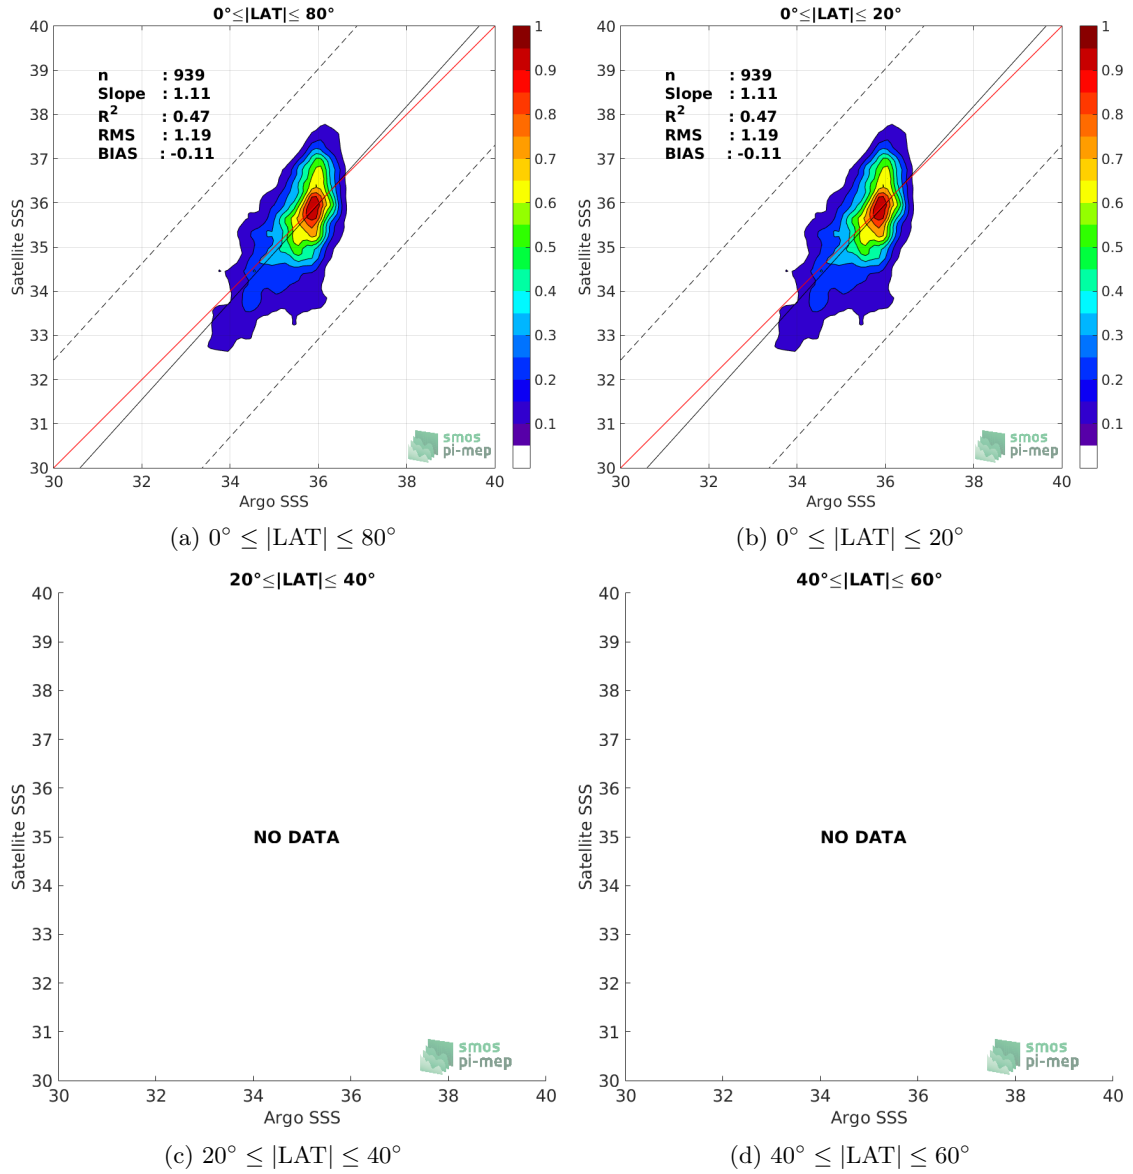 0°≤|LAT|≤ 80°
40
39
38
37
36
35
34
33
32
31
30
n : 939
Slope : 1.11
R² : 0.47
RMS : 1.19
BIAS : -0.11
Satellite SSS
smos
pi-mep
30 32 34 36 38 40
Argo SSS
1
0.9
0.8
0.7
0.6
0.5
0.4
0.3
0.2
0.1
(a) 0° ≤ |LAT| ≤ 80°
0°≤|LAT|≤ 20°
40
39
38
37
36
35
34
33
32
31
30
n : 939
Slope : 1.11
R² : 0.47
RMS : 1.19
BIAS : -0.11
Satellite SSS
smos
pi-mep
30 32 34 36 38 40
Argo SSS
1
0.9
0.8
0.7
0.6
0.5
0.4
0.3
0.2
0.1
(b) 0° ≤ |LAT| ≤ 20°
20°≤|LAT|≤ 40°
40
39
38
37
36
35
34
33
32
31
30
Satellite SSS
NO DATA
smos
pi-mep
30 32 34 36 38 40
Argo SSS
(c) 20° ≤ |LAT| ≤ 40°
40°≤|LAT|≤ 60°
40
39
38
37
36
35
34
33
32
31
30
Satellite SSS
NO DATA
smos
pi-mep
30 32 34 36 38 40
Argo SSS
(d) 40° ≤ |LAT| ≤ 60°